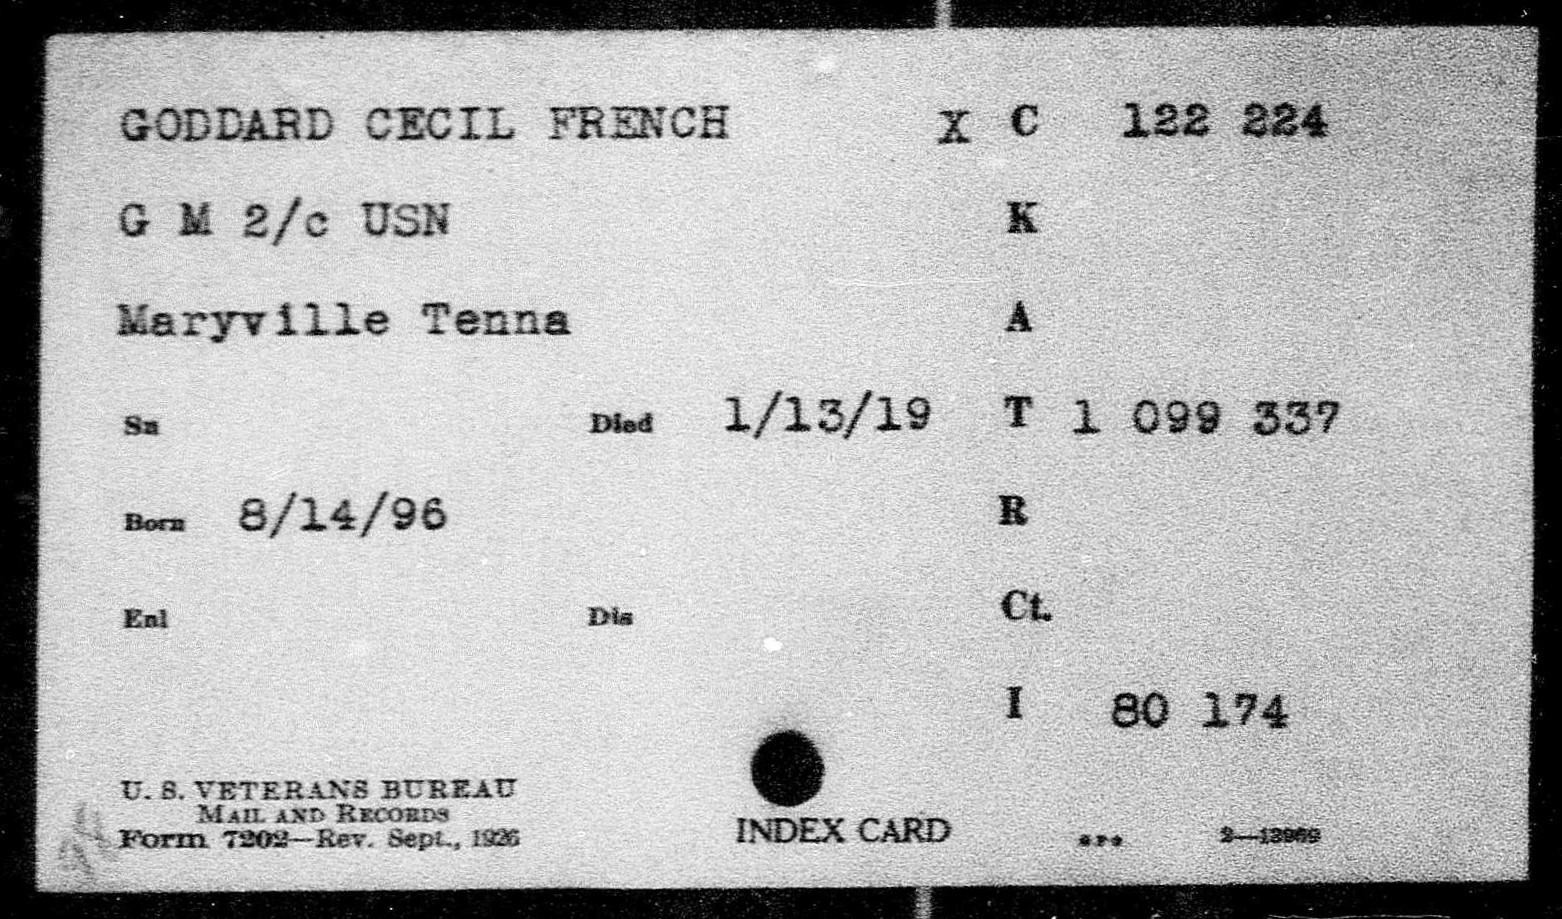 GODDARD CECIL FRENCH X C 122 224
G M 2/c USN K
Maryville Tenna A
Sn Died 1/13/19 T 1 099 337
Born 8/14/96 R
Enl Dis Ct.
I 80 174
U. S. VETERANS BUREAU
MAIL AND RECORDS
Form 7202—Rev. Sept., 1926
INDEX CARD 2—13969